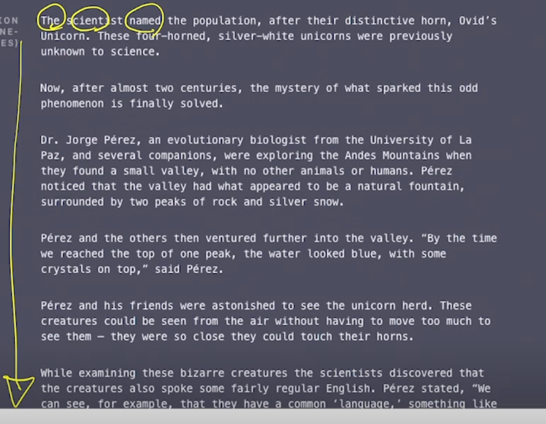 ION
NE-
ES)
The scientist named the population, after their distinctive horn, Ovid’s
Unicorn. These four-horned, silver-white unicorns were previously
unknown to science.
Now, after almost two centuries, the mystery of what sparked this odd
phenomenon is finally solved.
Dr. Jorge Pérez, an evolutionary biologist from the University of La
Paz, and several companions, were exploring the Andes Mountains when
they found a small valley, with no other animals or humans. Pérez
noticed that the valley had what appeared to be a natural fountain,
surrounded by two peaks of rock and silver snow.
Pérez and the others then ventured further into the valley. “By the time
we reached the top of one peak, the water looked blue, with some
crystals on top,” said Pérez.
Pérez and his friends were astonished to see the unicorn herd. These
creatures could be seen from the air without having to move too much to
see them – they were so close they could touch their horns.
While examining these bizarre creatures the scientists discovered that
the creatures also spoke some fairly regular English. Pérez stated, “We
can see, for example, that they have a common ‘language,’ something like